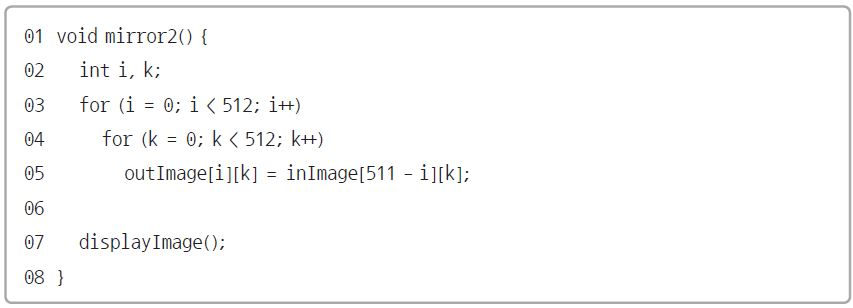 01 void mirror2() {
02 int i, k;
03 for (i = 0; i < 512; i++)
04 for (k = 0; k < 512; k++)
05 outImage[i][k] = inImage[511 - i][k];
06
07 displayImage();
08 }